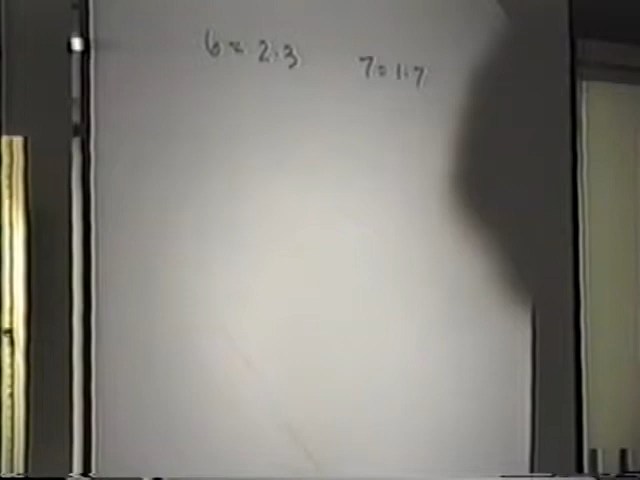 6 = 2·3
7 = 1·7